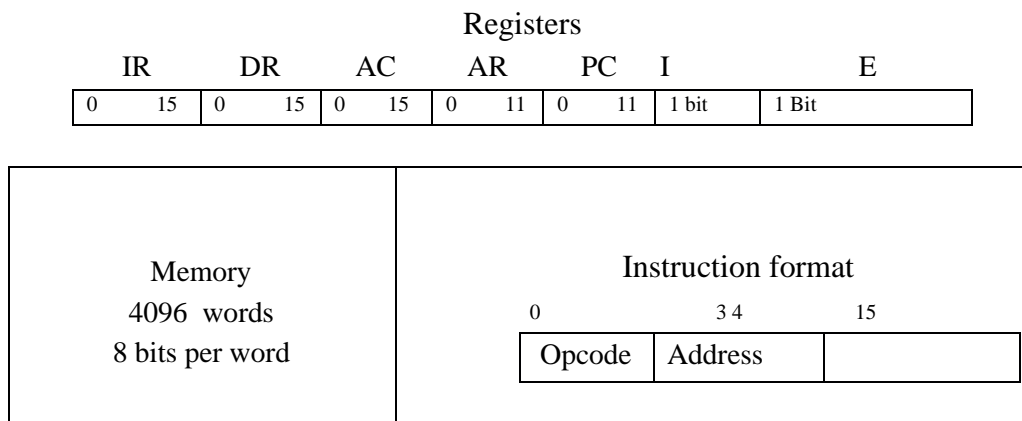 Registers
IR DR AC AR PC I E
0 15 0 15 0 15 0 11 0 11 1 bit 1 Bit
Memory
4096 words
8 bits per word
Instruction format
0 3 4 15
Opcode Address